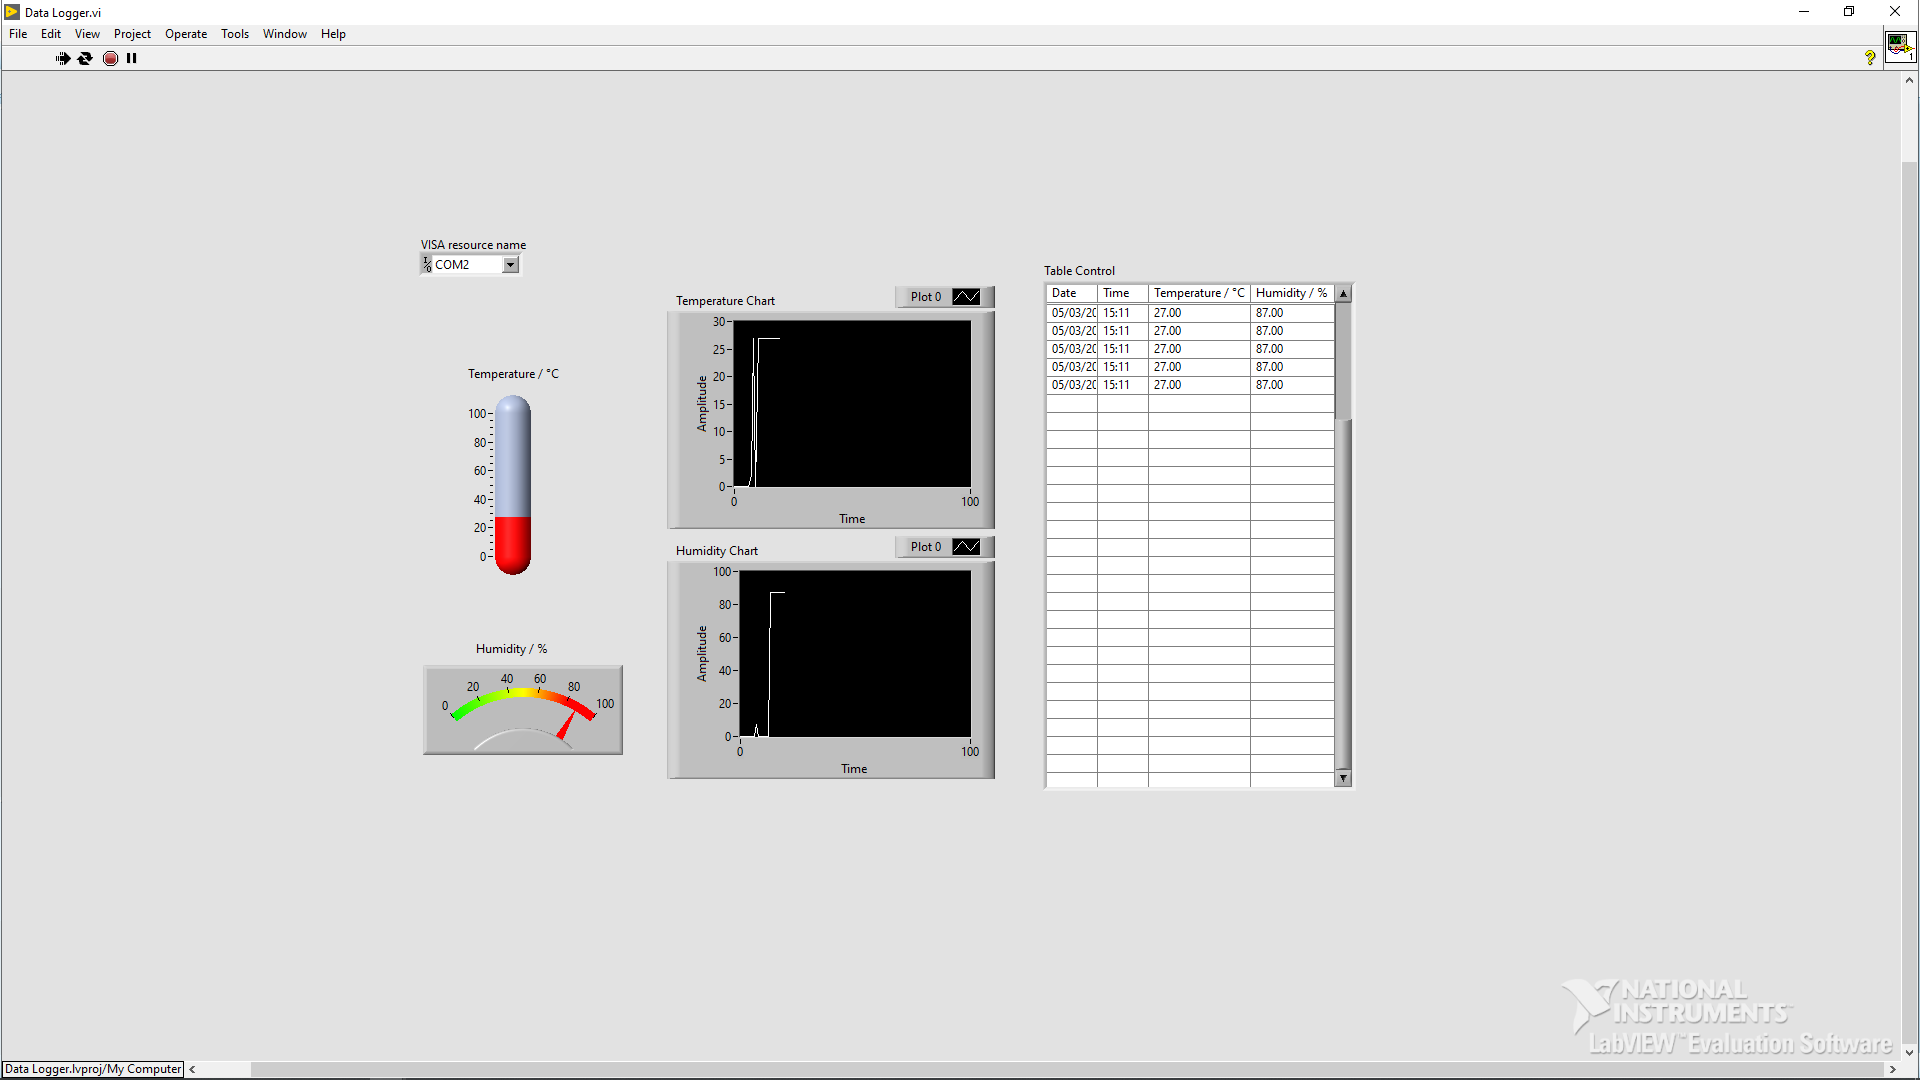 Data Logger.vi
File Edit View Project Operate Tools Window Help
1
VISA resource name
I/O COM2
Temperature / °C
100
80
60
40
20
0
Humidity / %
0 20 40 60 80 100
Temperature Chart
Plot 0
30
25
20
15
10
5
0
Amplitude
0 100
Time
Humidity Chart
Plot 0
100
80
60
40
20
0
Amplitude
0 100
Time
Table Control
Date Time Temperature / °C Humidity / %
05/03/20 15:11 27.00 87.00
05/03/20 15:11 27.00 87.00
05/03/20 15:11 27.00 87.00
05/03/20 15:11 27.00 87.00
05/03/20 15:11 27.00 87.00
NATIONAL
INSTRUMENTS™
LabVIEW™ Evaluation Software
Data Logger.lvproj/My Computer